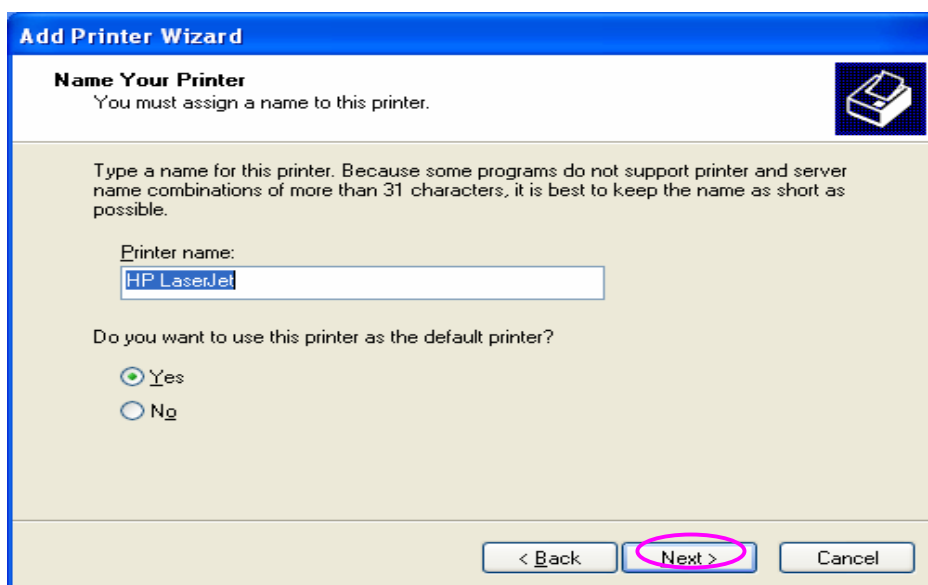 Add Printer Wizard
Name Your Printer
You must assign a name to this printer.
Type a name for this printer. Because some programs do not support printer and server
name combinations of more than 31 characters, it is best to keep the name as short as
possible.
Printer name:
HP LaserJet
Do you want to use this printer as the default printer?
Yes
No
< Back Next > Cancel